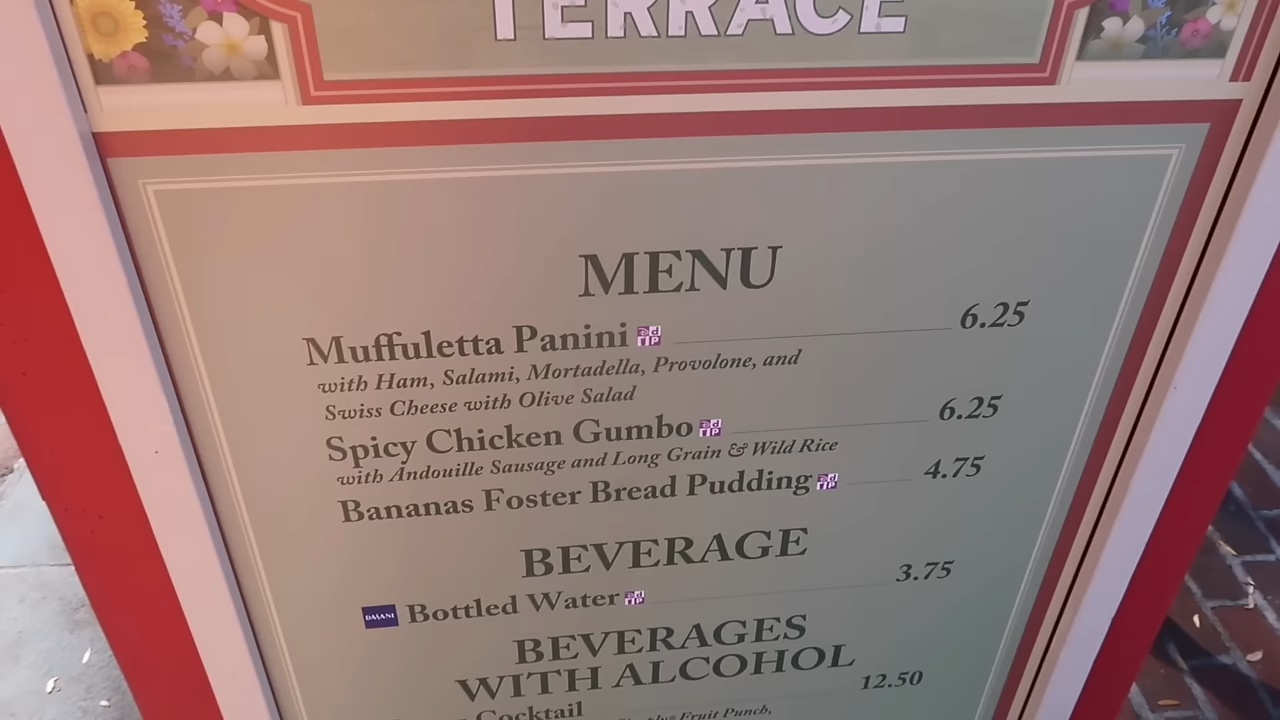 TERRACE
MENU
Muffuletta Panini 6.25
with Ham, Salami, Mortadella, Provolone, and
Swiss Cheese with Olive Salad
Spicy Chicken Gumbo 6.25
with Andouille Sausage and Long Grain & Wild Rice
Bananas Foster Bread Pudding 4.75
BEVERAGE
DASANI Bottled Water 3.75
BEVERAGES
WITH ALCOHOL
Cocktail 12.50
Fruit Punch,